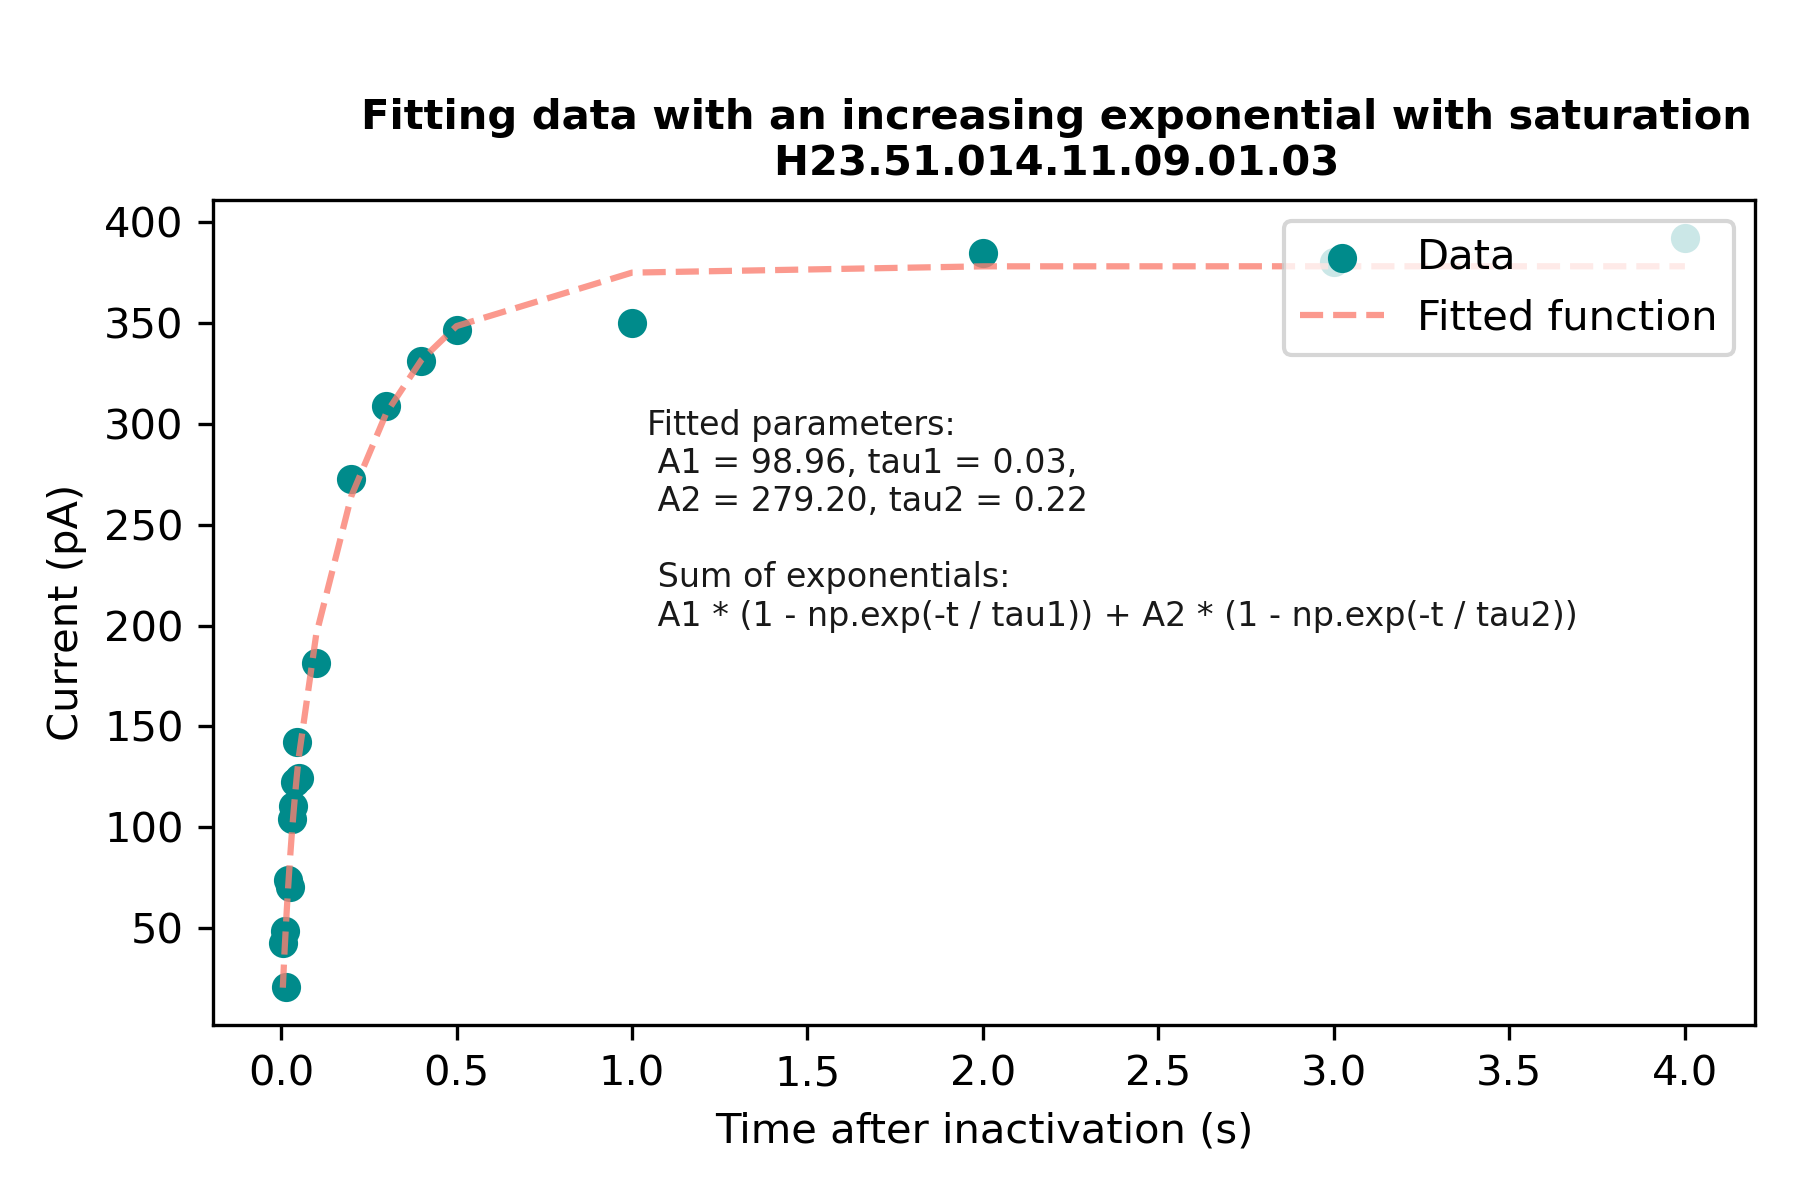 Fitting data with an increasing exponential with saturation
H23.51.014.11.09.01.03
400
350
300
250
200
150
100
50
Current (pA)
Data
Fitted function
Fitted parameters:
A1 = 98.96, tau1 = 0.03,
A2 = 279.20, tau2 = 0.22
Sum of exponentials:
A1 * (1 - np.exp(-t / tau1)) + A2 * (1 - np.exp(-t / tau2))
0.0 0.5 1.0 1.5 2.0 2.5 3.0 3.5 4.0
Time after inactivation (s)